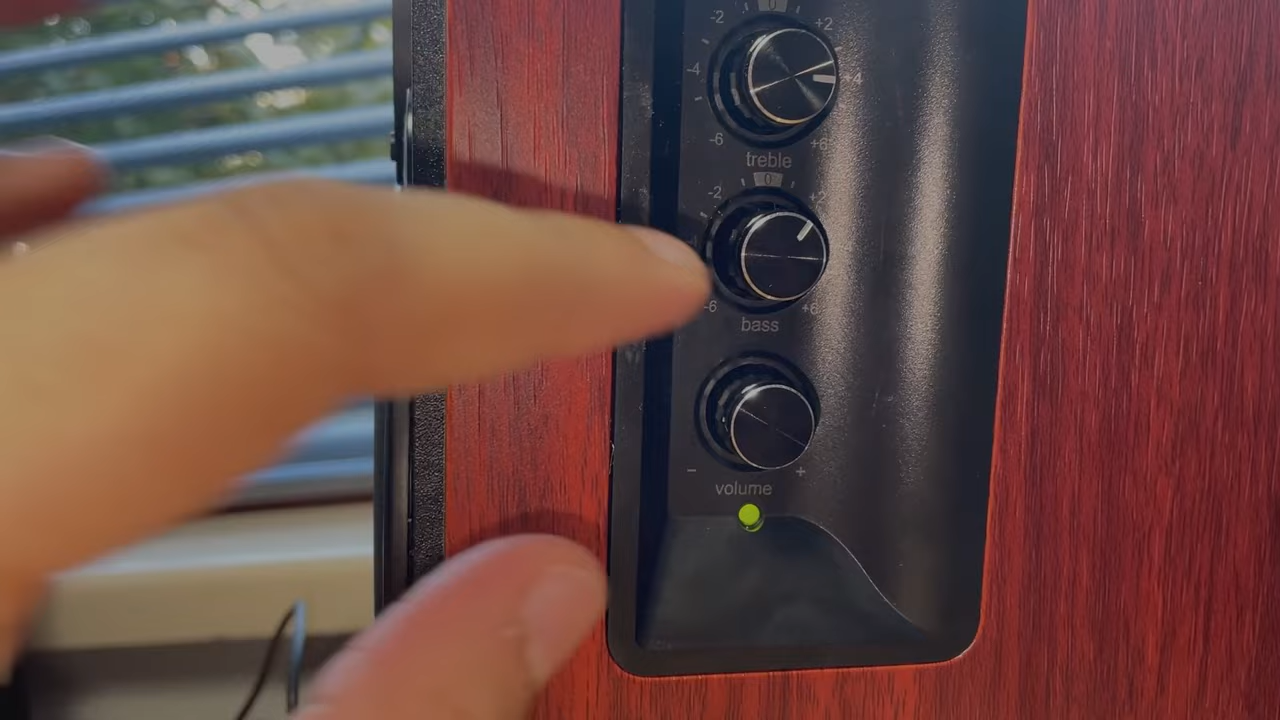 0
-2 +2
-4 +4
-6 +6
treble
0
-2 +2
-6 +6
bass
- +
volume